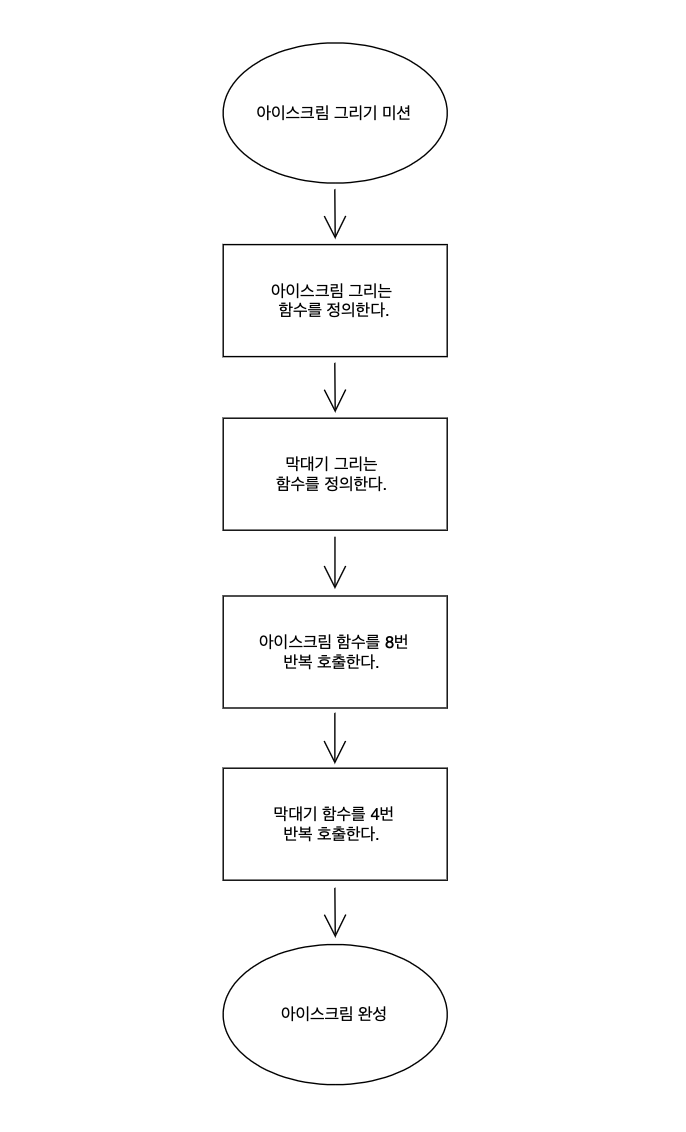 아이스크림 그리기 미션
아이스크림 그리는
함수를 정의한다.
막대기 그리는
함수를 정의한다.
아이스크림 함수를 8번
반복 호출한다.
막대기 함수를 4번
반복 호출한다.
아이스크림 완성